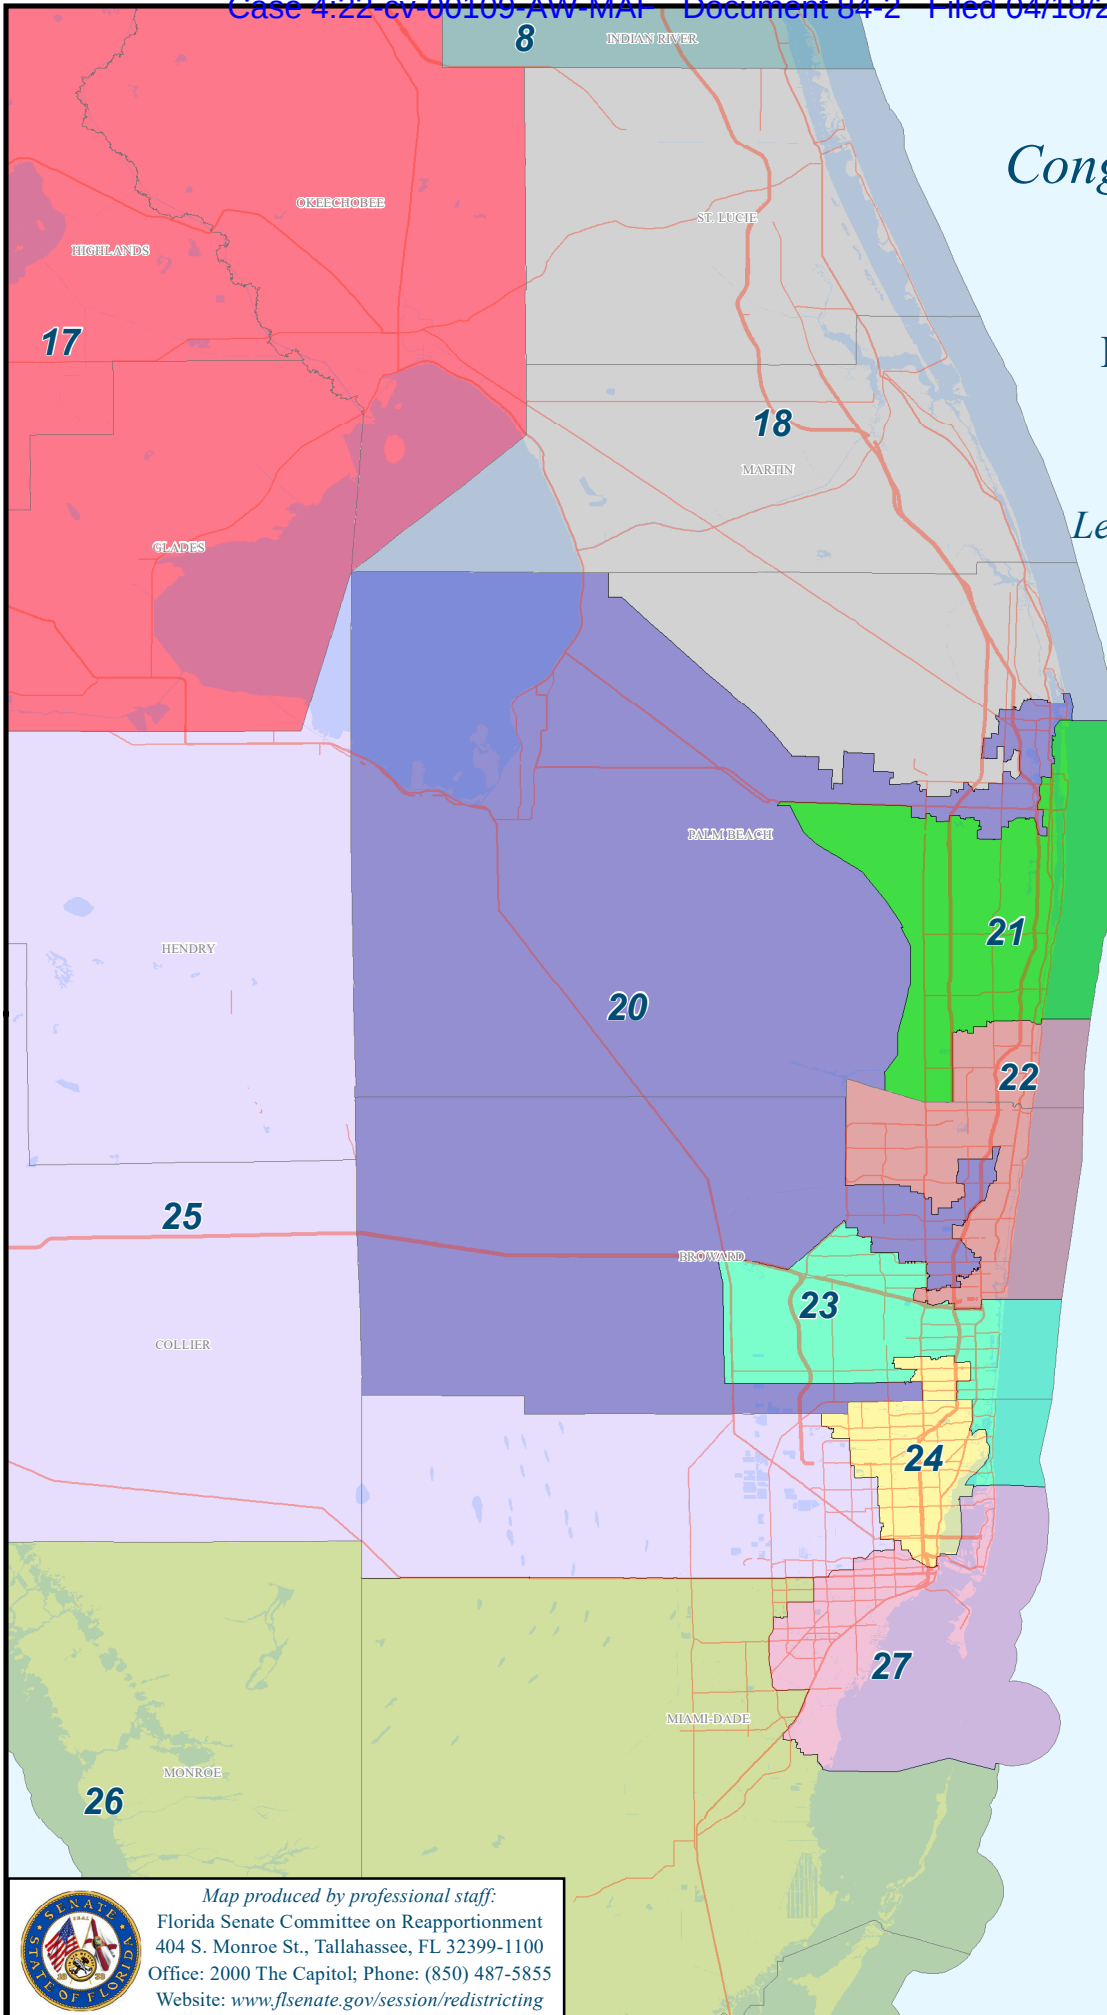 Case 4:22-cv-00109-AW-MAF Document 84-2 Filed 04/18/2
8
INDIAN RIVER
Cong
OKEECHOBEE
ST. LUCIE
HIGHLANDS
17
18
MARTIN
Le
GLADES
PALM BEACH
21
HENDRY
20
22
25
BROWARD
23
COLLIER
24
27
MIAMI-DADE
MONROE
26
SENATE
STATE OF FLORIDA
Map produced by professional staff:
Florida Senate Committee on Reapportionment
404 S. Monroe St., Tallahassee, FL 32399-1100
Office: 2000 The Capitol; Phone: (850) 487-5855
Website: www.flsenate.gov/session/redistricting